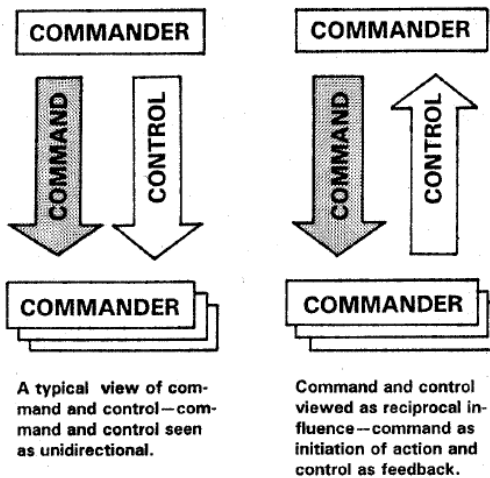 COMMANDER
COMMAND
CONTROL
COMMANDER
A typical view of com-
mand and control—com-
mand and control seen
as unidirectional.
COMMANDER
COMMAND
CONTROL
COMMANDER
Command and control
viewed as reciprocal in-
fluence—command as
initiation of action and
control as feedback.